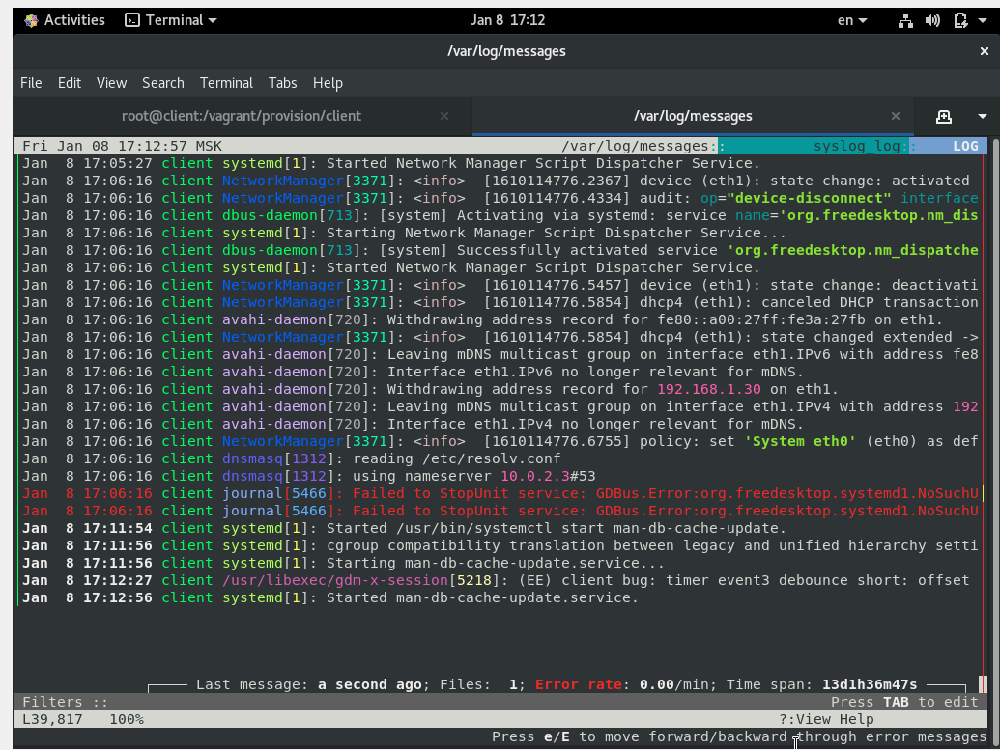 Activities Terminal Jan 8 17:12 en
/var/log/messages
File Edit View Search Terminal Tabs Help
root@client:/vagrant/provision/client /var/log/messages
Fri Jan 08 17:12:57 MSK /var/log/messages:: syslog_log:: LOG
Jan  8 17:05:27 client systemd[1]: Started Network Manager Script Dispatcher Service.
Jan  8 17:06:16 client NetworkManager[3371]: <info>  [1610114776.2367] device (eth1): state change: activated
Jan  8 17:06:16 client NetworkManager[3371]: <info>  [1610114776.4334] audit: op="device-disconnect" interface
Jan  8 17:06:16 client dbus-daemon[713]: [system] Activating via systemd: service name='org.freedesktop.nm_dis
Jan  8 17:06:16 client systemd[1]: Starting Network Manager Script Dispatcher Service...
Jan  8 17:06:16 client dbus-daemon[713]: [system] Successfully activated service 'org.freedesktop.nm_dispatche
Jan  8 17:06:16 client systemd[1]: Started Network Manager Script Dispatcher Service.
Jan  8 17:06:16 client NetworkManager[3371]: <info>  [1610114776.5457] device (eth1): state change: deactivati
Jan  8 17:06:16 client NetworkManager[3371]: <info>  [1610114776.5854] dhcp4 (eth1): canceled DHCP transaction
Jan  8 17:06:16 client avahi-daemon[720]: Withdrawing address record for fe80::a00:27ff:fe3a:27fb on eth1.
Jan  8 17:06:16 client NetworkManager[3371]: <info>  [1610114776.5854] dhcp4 (eth1): state changed extended ->
Jan  8 17:06:16 client avahi-daemon[720]: Leaving mDNS multicast group on interface eth1.IPv6 with address fe8
Jan  8 17:06:16 client avahi-daemon[720]: Interface eth1.IPv6 no longer relevant for mDNS.
Jan  8 17:06:16 client avahi-daemon[720]: Withdrawing address record for 192.168.1.30 on eth1.
Jan  8 17:06:16 client avahi-daemon[720]: Leaving mDNS multicast group on interface eth1.IPv4 with address 192
Jan  8 17:06:16 client avahi-daemon[720]: Interface eth1.IPv4 no longer relevant for mDNS.
Jan  8 17:06:16 client NetworkManager[3371]: <info>  [1610114776.6755] policy: set 'System eth0' (eth0) as def
Jan  8 17:06:16 client dnsmasq[1312]: reading /etc/resolv.conf
Jan  8 17:06:16 client dnsmasq[1312]: using nameserver 10.0.2.3#53
Jan  8 17:06:16 client journal[5466]: Failed to StopUnit service: GDBus.Error:org.freedesktop.systemd1.NoSuchU
Jan  8 17:06:16 client journal[5466]: Failed to StopUnit service: GDBus.Error:org.freedesktop.systemd1.NoSuchU
Jan  8 17:11:54 client systemd[1]: Started /usr/bin/systemctl start man-db-cache-update.
Jan  8 17:11:56 client systemd[1]: cgroup compatibility translation between legacy and unified hierarchy setti
Jan  8 17:11:56 client systemd[1]: Starting man-db-cache-update.service...
Jan  8 17:12:27 client /usr/libexec/gdm-x-session[5218]: (EE) client bug: timer event3 debounce short: offset
Jan  8 17:12:56 client systemd[1]: Started man-db-cache-update.service.
Last message: a second ago; Files:  1; Error rate: 0.00/min; Time span: 13d1h36m47s
Filters :: Press TAB to edit
L39,817 100% ?:View Help
Press e/E to move forward/backward through error messages